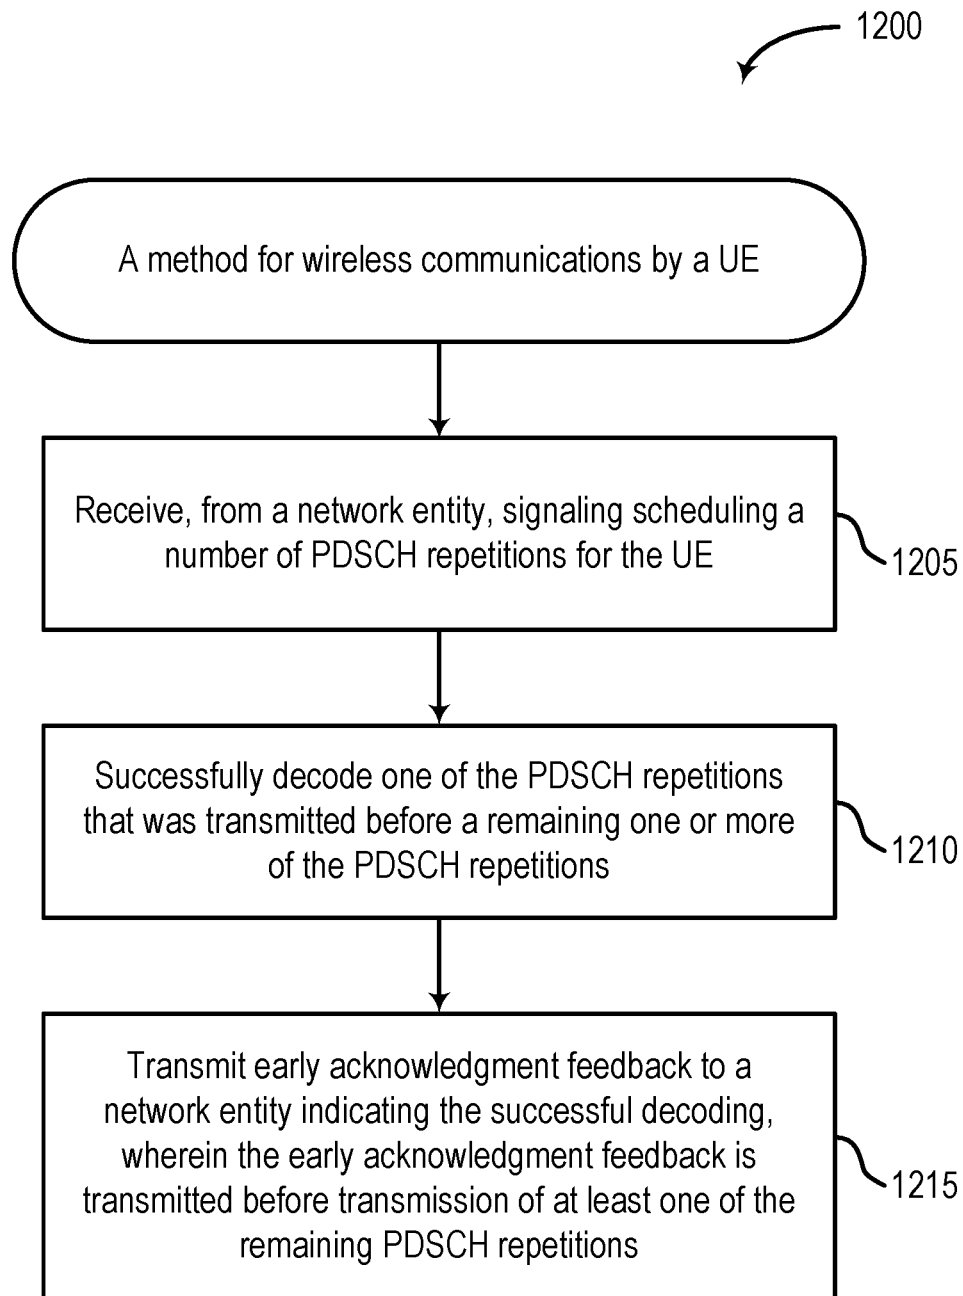 1200
A method for wireless communications by a UE
Receive, from a network entity, signaling scheduling a
number of PDSCH repetitions for the UE
1205
Successfully decode one of the PDSCH repetitions
that was transmitted before a remaining one or more
of the PDSCH repetitions
1210
Transmit early acknowledgment feedback to a
network entity indicating the successful decoding,
wherein the early acknowledgment feedback is
transmitted before transmission of at least one of the
remaining PDSCH repetitions
1215